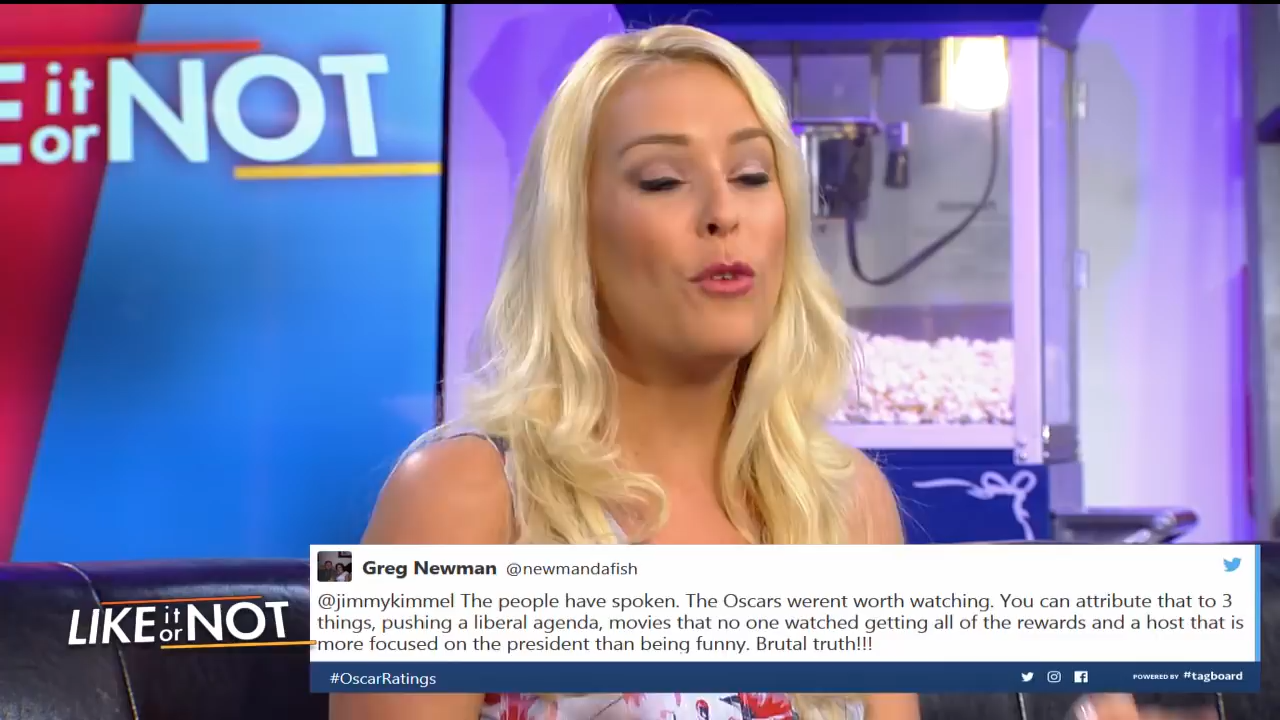 E it
or NOT
Greg Newman @newmandafish
@jimmykimmel The people have spoken. The Oscars werent worth watching. You can attribute that to 3
things, pushing a liberal agenda, movies that no one watched getting all of the rewards and a host that is
more focused on the president than being funny. Brutal truth!!!
LIKE it
or NOT
#OscarRatings
POWERED BY #tagboard